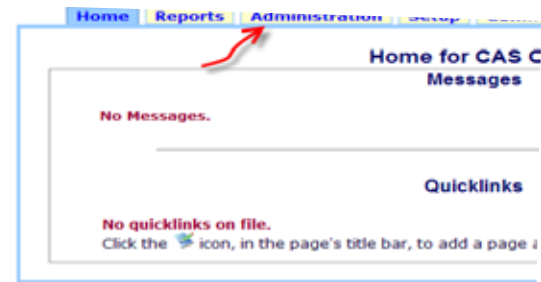 Home Reports Administration Setup
Home for CAS
Messages
No Messages.
Quicklinks
No quicklinks on file.
Click the icon, in the page's title bar, to add a page